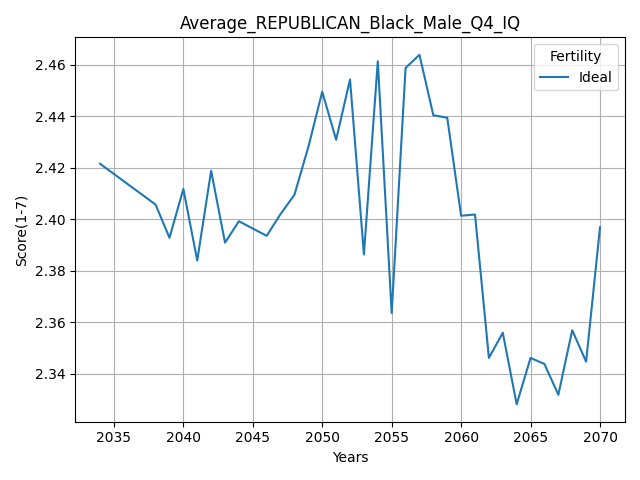 Average_REPUBLICAN_Black_Male_Q4_IQ
Fertility
Ideal
Score(1-7)
2.46
2.44
2.42
2.40
2.38
2.36
2.34
2035 2040 2045 2050 2055 2060 2065 2070
Years